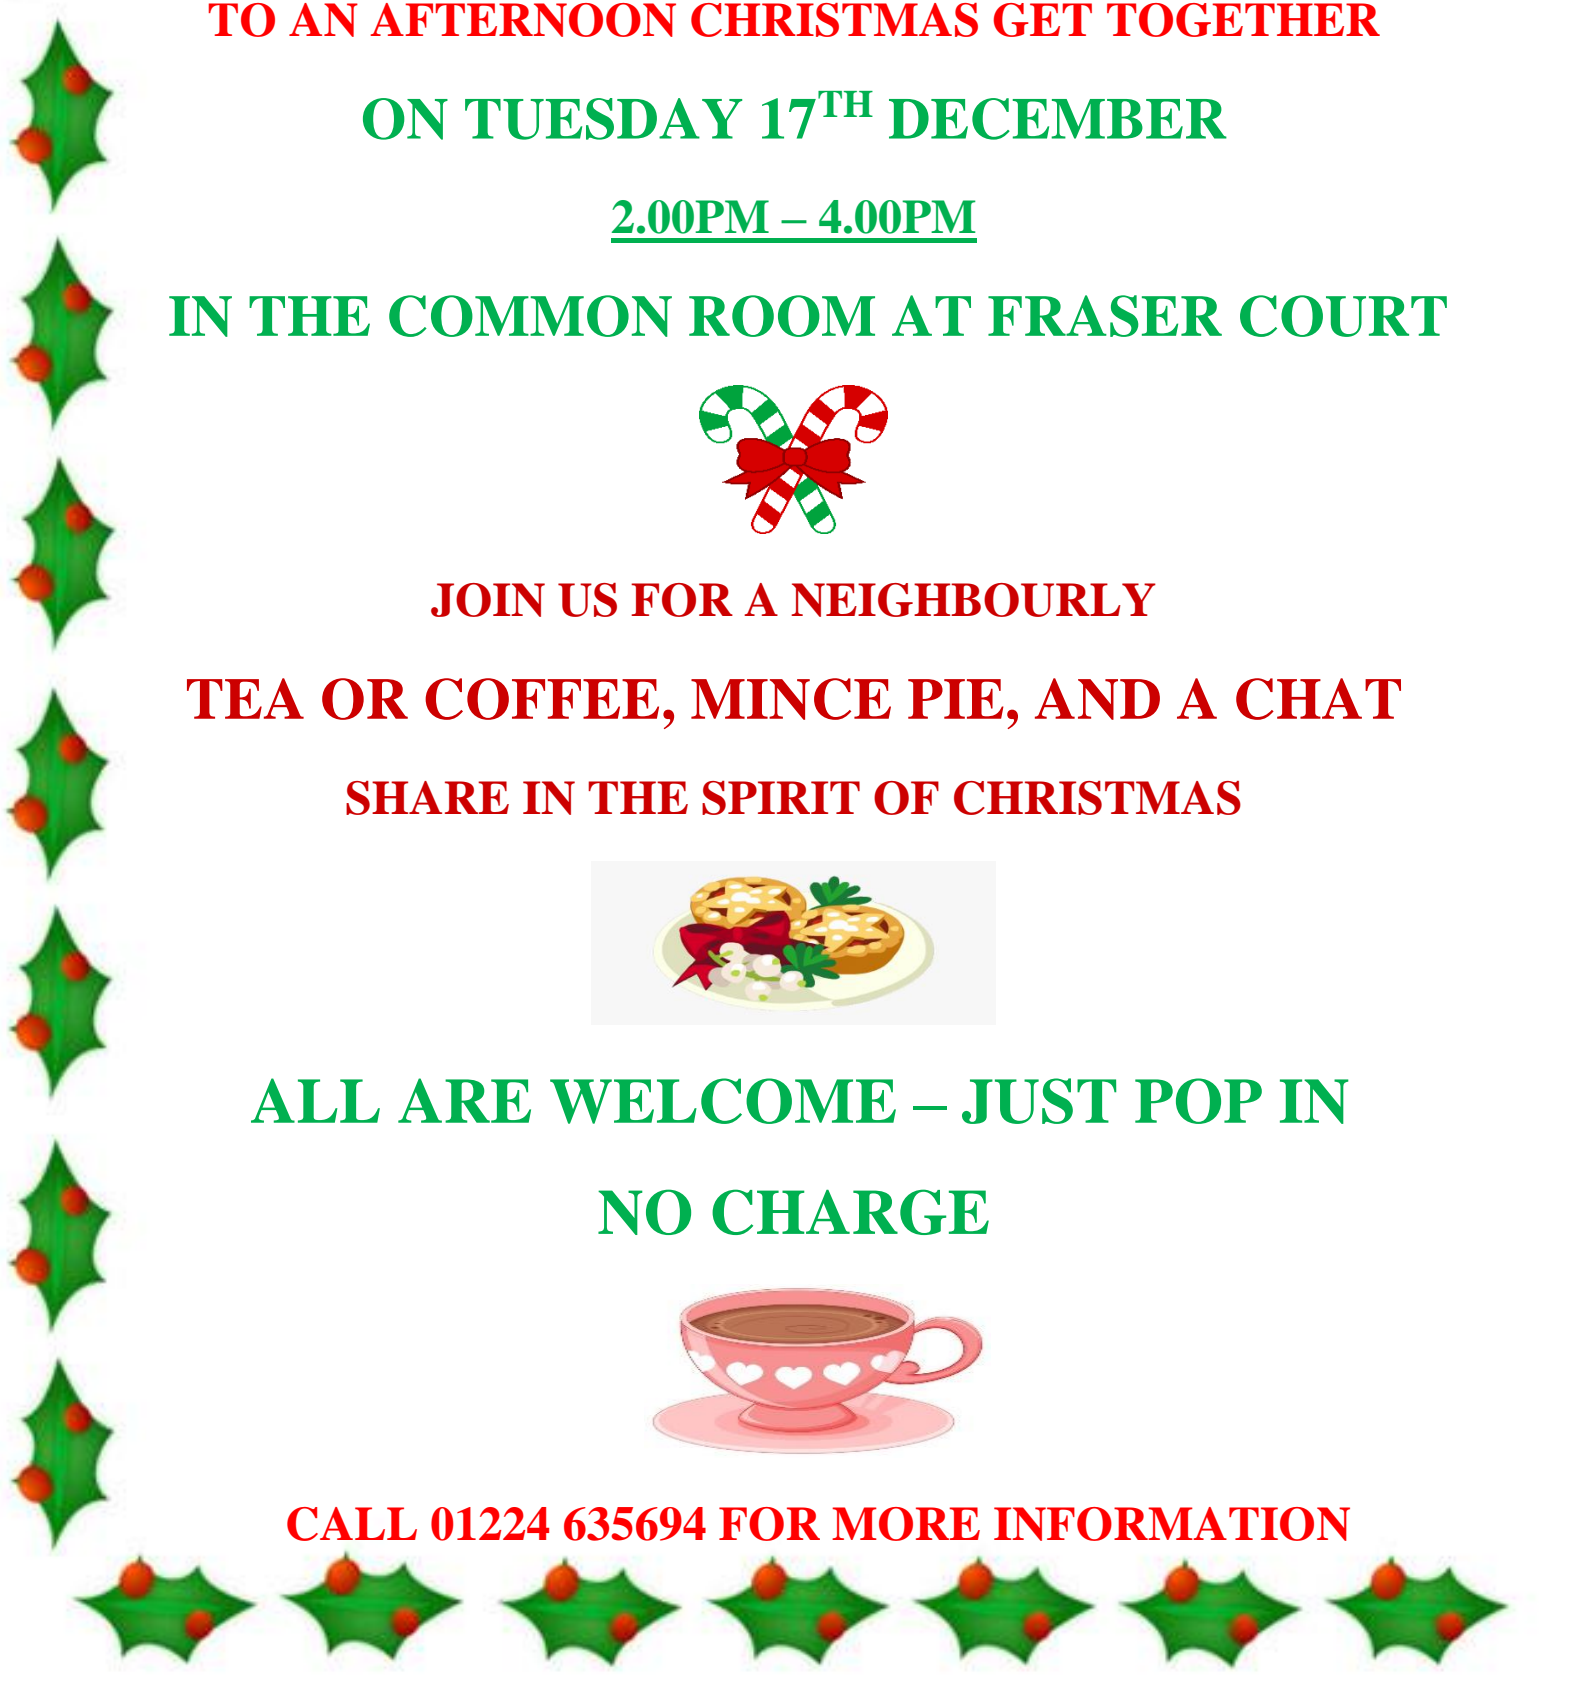 TO AN AFTERNOON CHRISTMAS GET TOGETHER
ON TUESDAY 17TH DECEMBER
2.00PM – 4.00PM
IN THE COMMON ROOM AT FRASER COURT
JOIN US FOR A NEIGHBOURLY
TEA OR COFFEE, MINCE PIE, AND A CHAT
SHARE IN THE SPIRIT OF CHRISTMAS
ALL ARE WELCOME – JUST POP IN
NO CHARGE
CALL 01224 635694 FOR MORE INFORMATION